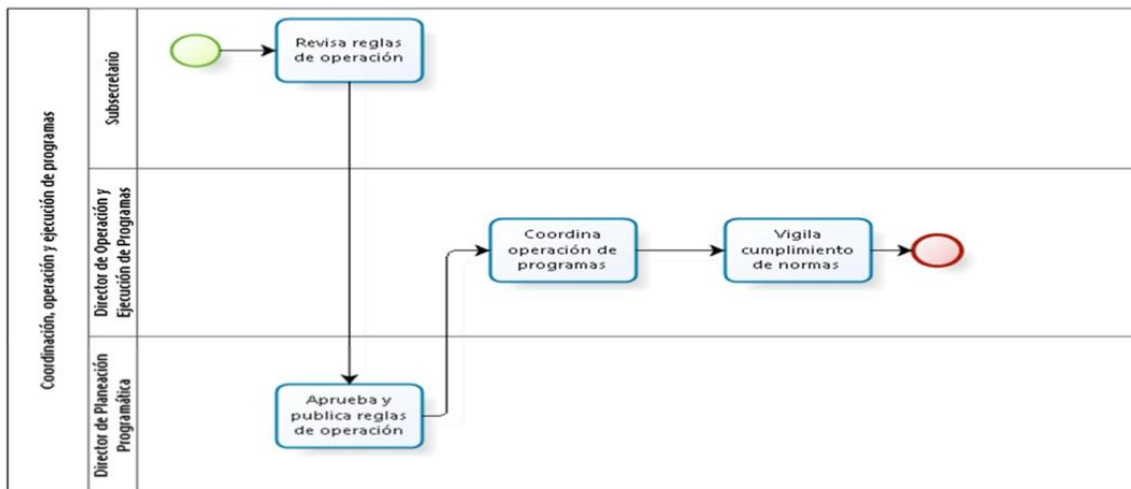 Coordinación, operación y ejecución de programas
Subsecretario
Revisa reglas
de operación
Director de Operación y
Ejecución de Programas
Coordina
operación de
programas
Vigila
cumplimiento
de normas
Director de Planeación
Programática
Aprueba y
publica reglas
de operación